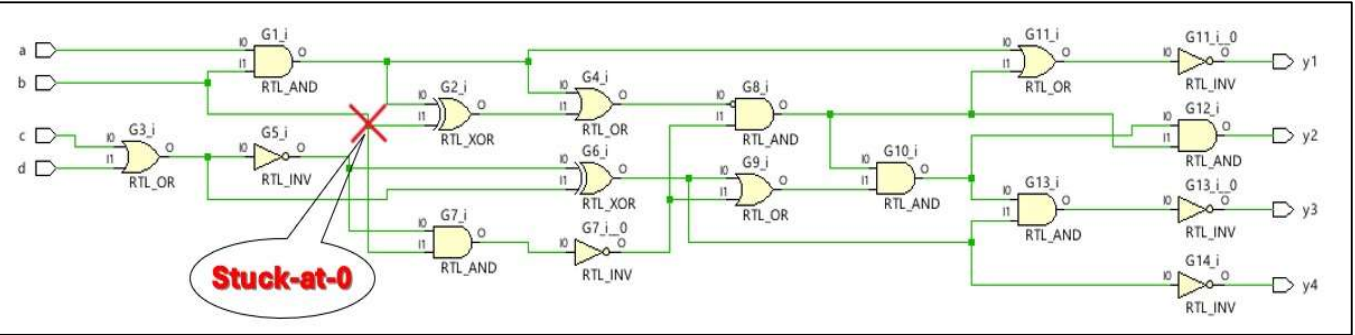 a
b
c
d
G1_i
I0
I1
O
RTL_AND
G2_i
I0
I1
O
RTL_XOR
G3_i
I0
I1
O
RTL_OR
G5_i
I0
O
RTL_INV
G4_i
I0
I1
O
RTL_OR
G6_i
I0
I1
O
RTL_XOR
G7_i
I0
I1
O
RTL_AND
G7_i__0
I0
O
RTL_INV
G8_i
I0
I1
O
RTL_AND
G9_i
I0
I1
O
RTL_OR
G10_i
I0
I1
O
RTL_AND
G11_i
I0
I1
O
RTL_OR
G11_i__0
I0
O
RTL_INV
y1
G12_i
I0
I1
O
RTL_AND
y2
G13_i
I0
I1
O
RTL_AND
G13_i__0
I0
O
RTL_INV
y3
G14_i
I0
O
RTL_INV
y4
Stuck-at-0